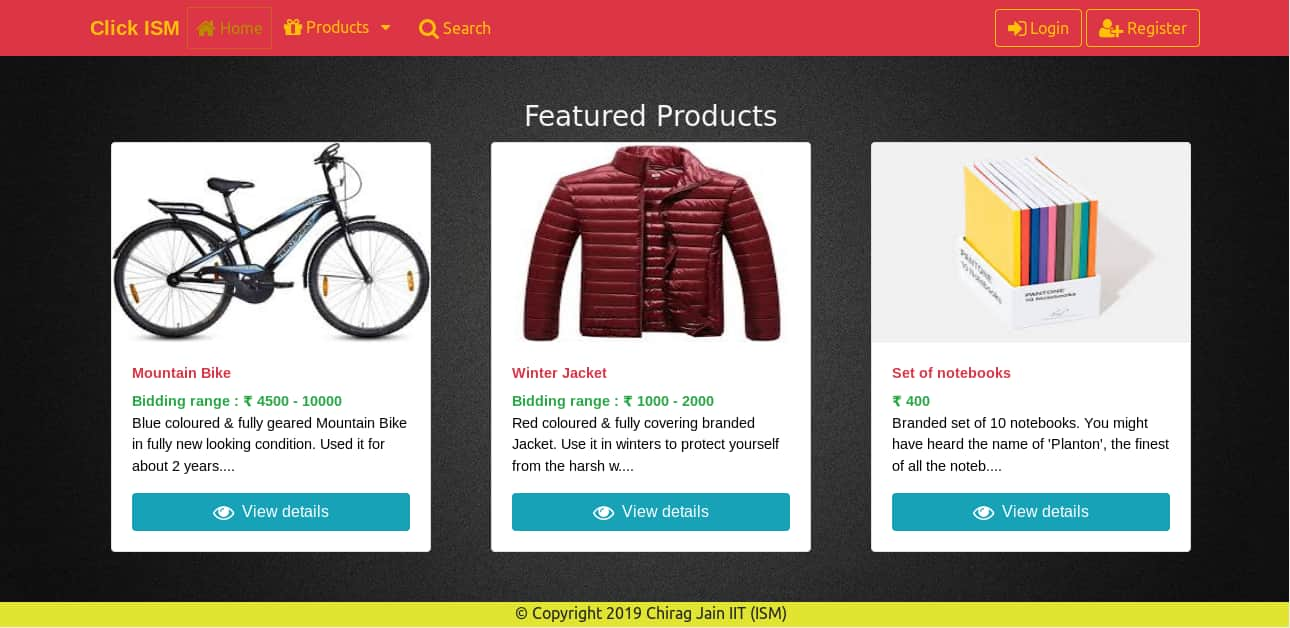 Click ISM Home Products Search Login Register
Featured Products
PANTONE
10 Notebooks
PANTONE
10 Notebooks
Mountain Bike
Bidding range : ₹ 4500 - 10000
Blue coloured & fully geared Mountain Bike
in fully new looking condition. Used it for
about 2 years....
View details
Winter Jacket
Bidding range : ₹ 1000 - 2000
Red coloured & fully covering branded
Jacket. Use it in winters to protect yourself
from the harsh w....
View details
Set of notebooks
₹ 400
Branded set of 10 notebooks. You might
have heard the name of 'Planton', the finest
of all the noteb....
View details
© Copyright 2019 Chirag Jain IIT (ISM)